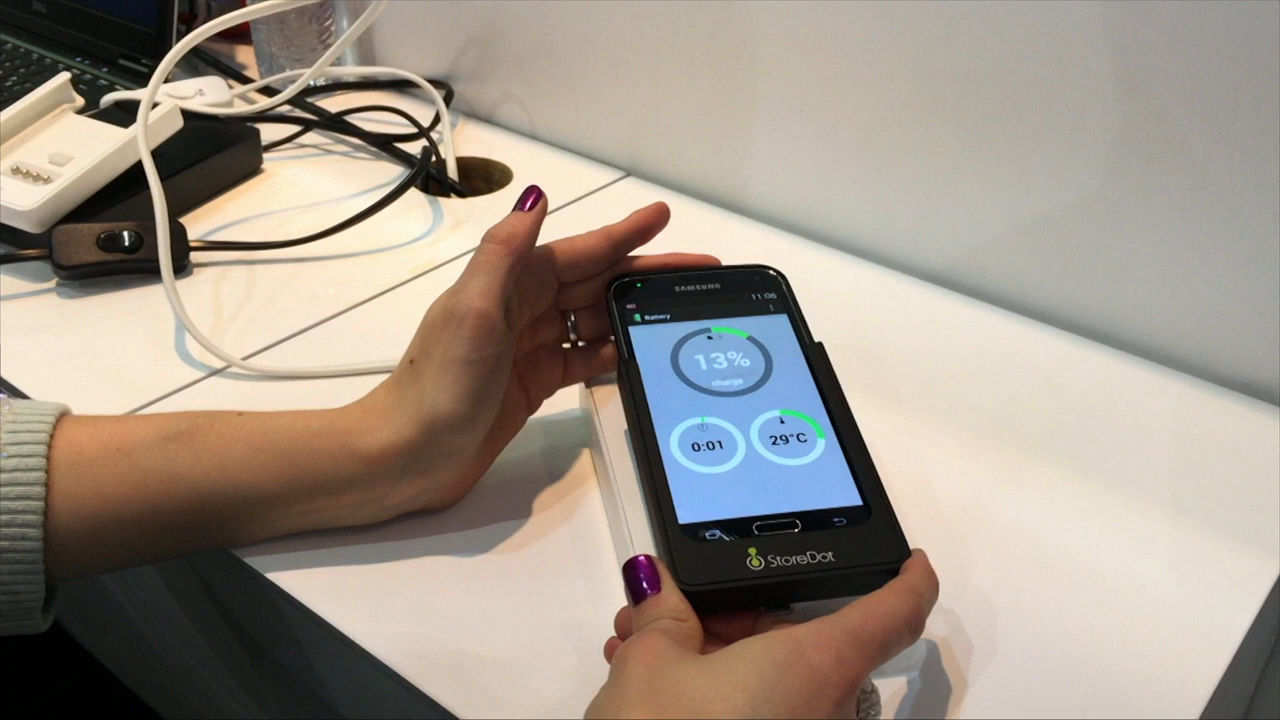 SAMSUNG
11:06
Battery
13%
charge
0:01
29°C
StoreDot